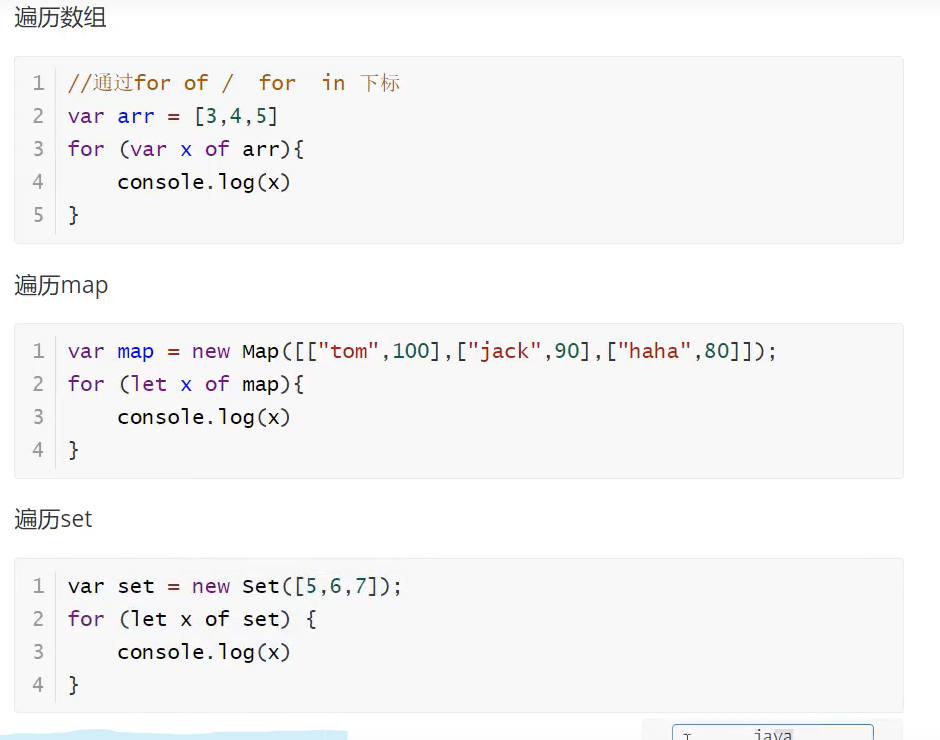 遍历数组
1 //通过for of / for in 下标
2 var arr = [3,4,5]
3 for (var x of arr){
4     console.log(x)
5 }
遍历map
1 var map = new Map([["tom",100],["jack",90],["haha",80]]);
2 for (let x of map){
3     console.log(x)
4 }
遍历set
1 var set = new Set([5,6,7]);
2 for (let x of set) {
3     console.log(x)
4 }
java